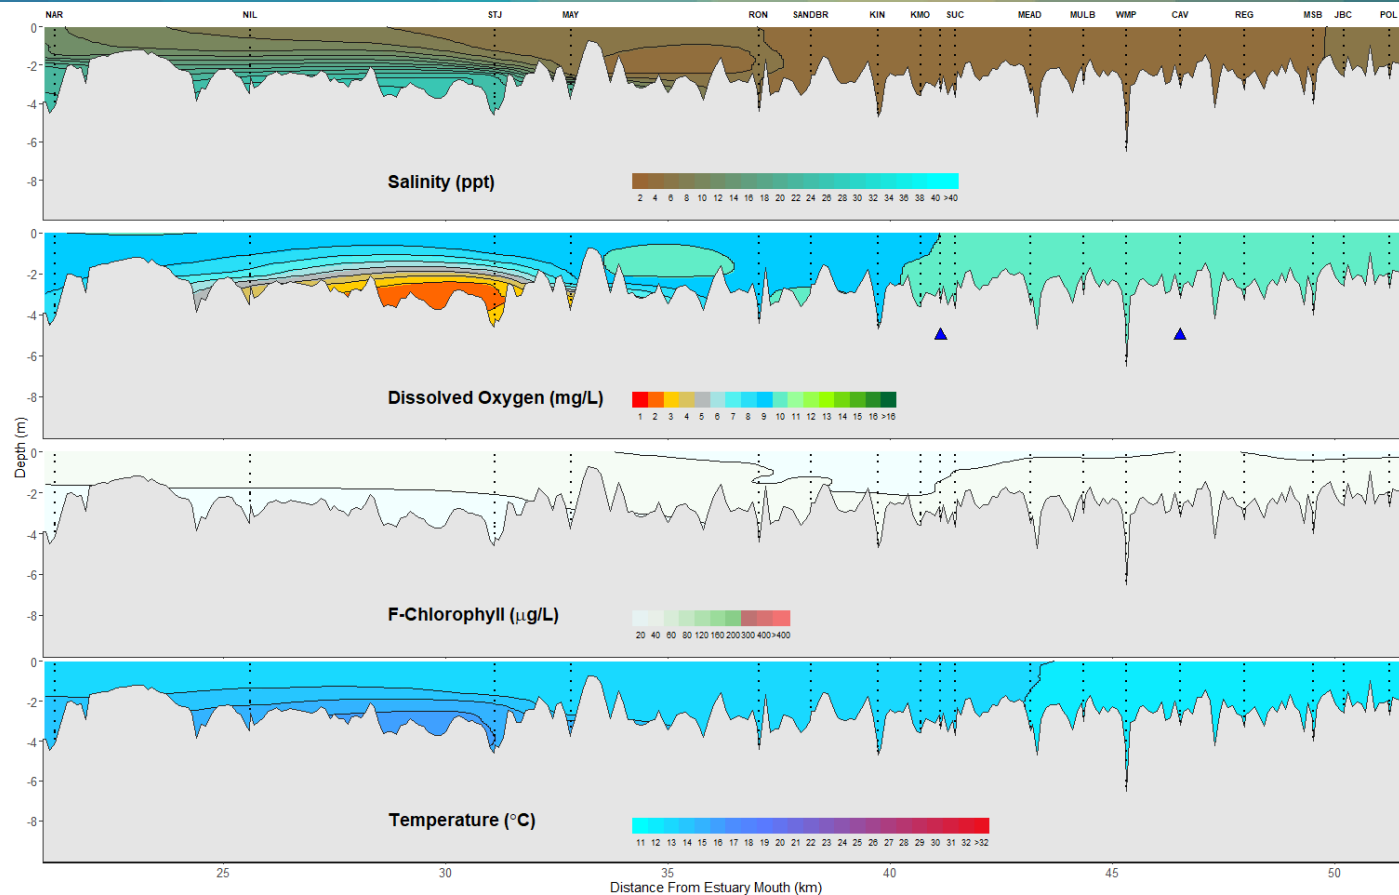 NAR NIL STJ MAY RON SANDBR KIN KMO SUC MEAD MULB WMP CAV REG MSB JBC POL
0
-2
-4
-6
-8
Salinity (ppt)
2 4 6 8 10 12 14 16 18 20 22 24 26 28 30 32 34 36 38 40 >40
0
-2
-4
-6
-8
Dissolved Oxygen (mg/L)
1 2 3 4 5 6 7 8 9 10 11 12 13 14 15 16 >16
Depth (m)
0
-2
-4
-6
-8
F-Chlorophyll (µg/L)
20 40 60 80 120 160 200 300 400 >400
0
-2
-4
-6
-8
Temperature (°C)
11 12 13 14 15 16 17 18 19 20 21 22 23 24 25 26 27 28 29 30 31 32 >32
25 30 35 40 45 50
Distance From Estuary Mouth (km)